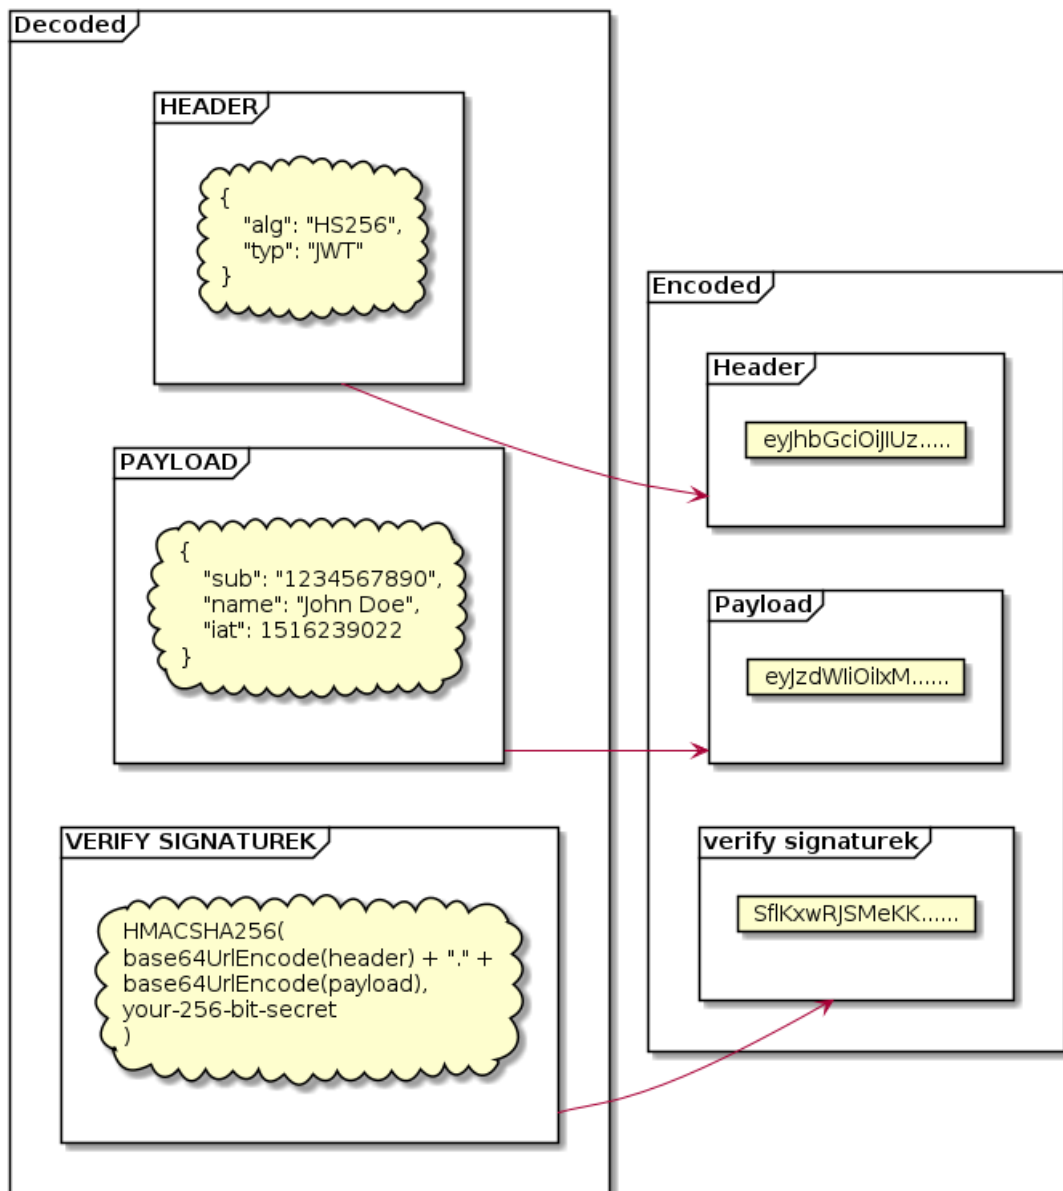 Decoded
HEADER
{
"alg": "HS256",
"typ": "JWT"
}
PAYLOAD
{
"sub": "1234567890",
"name": "John Doe",
"iat": 1516239022
}
VERIFY SIGNATUREK
HMACSHA256(
base64UrlEncode(header) + "." +
base64UrlEncode(payload),
your-256-bit-secret
)
Encoded
Header
eyJhbGciOiJIUz.....
Payload
eyJzdWIiOiIxM......
verify signaturek
SflKxwRJSMeKK......